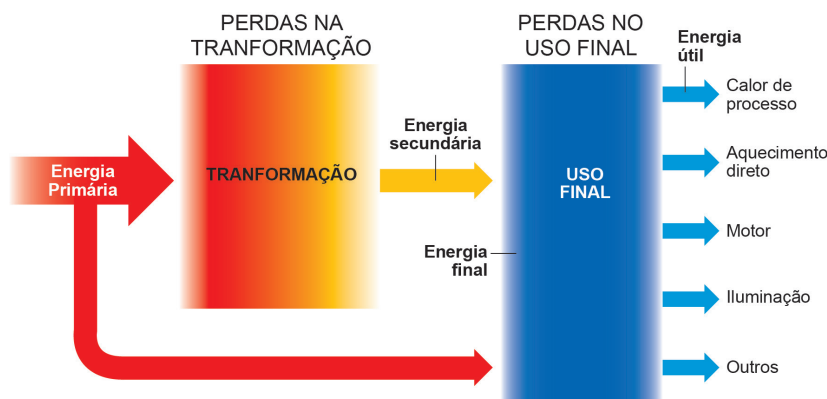 PERDAS NA
TRANFORMAÇÃO
PERDAS NO
USO FINAL
Energia
útil
Calor de
processo
Energia
secundária
Energia
Primária
TRANFORMAÇÃO
USO
FINAL
Aquecimento
direto
Energia
final
Motor
Iluminação
Outros